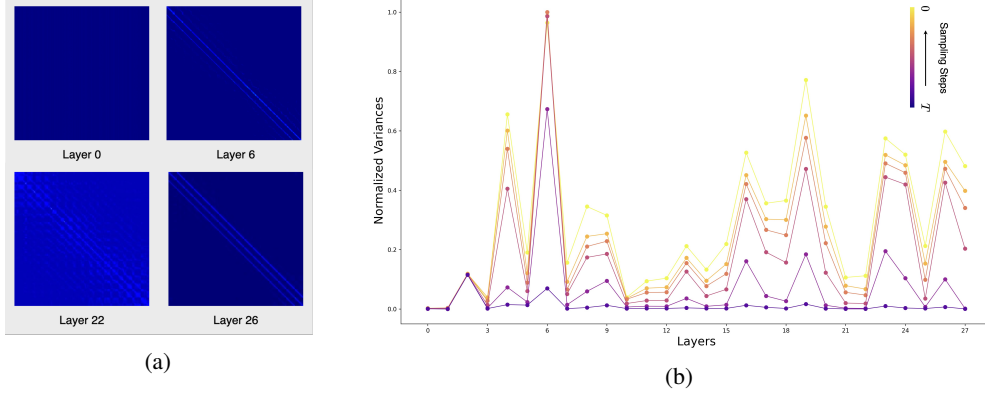 Layer 0
Layer 6
Layer 22
Layer 26
(a)
Normalized Variances
1.0
0.8
0.6
0.4
0.2
0.0
0
3
6
9
12
15
18
21
24
27
Layers
0
Sampling Steps
T
(b)